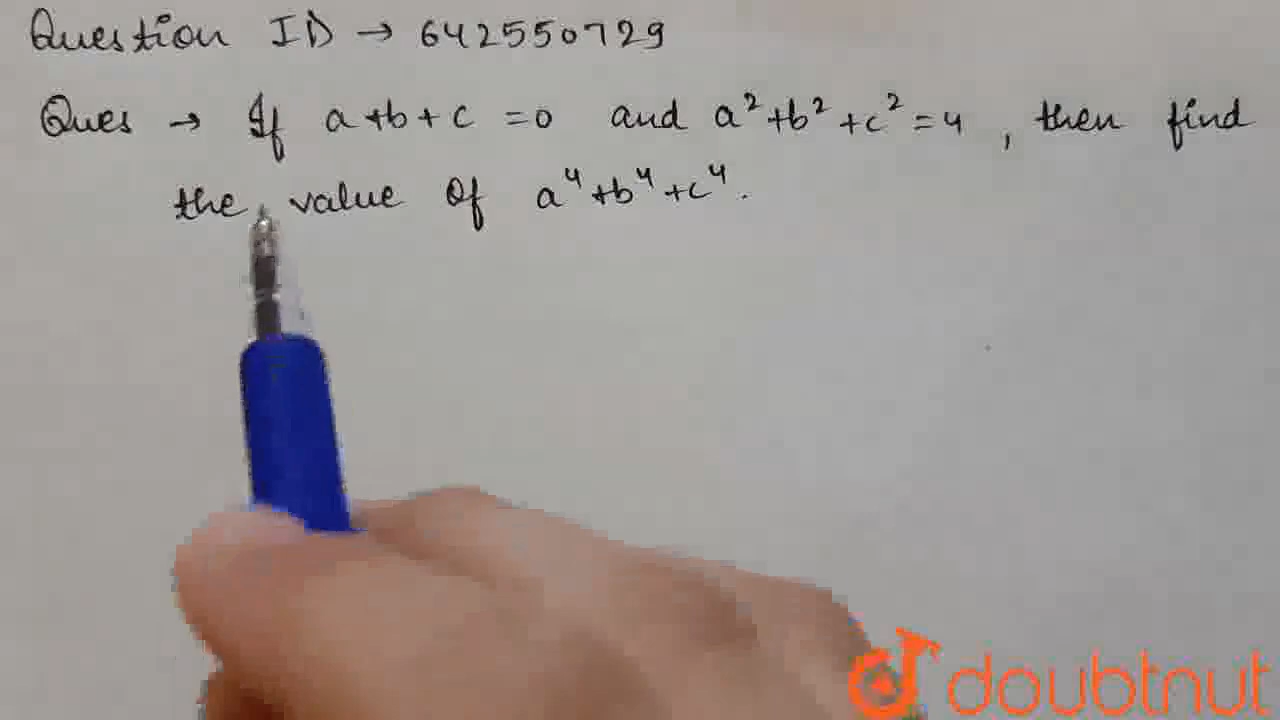 Question ID → 642550729
Ques → If a+b+c =0 and a²+b²+c²=4, then find
the value of a⁴+b⁴+c⁴.
doubtnut